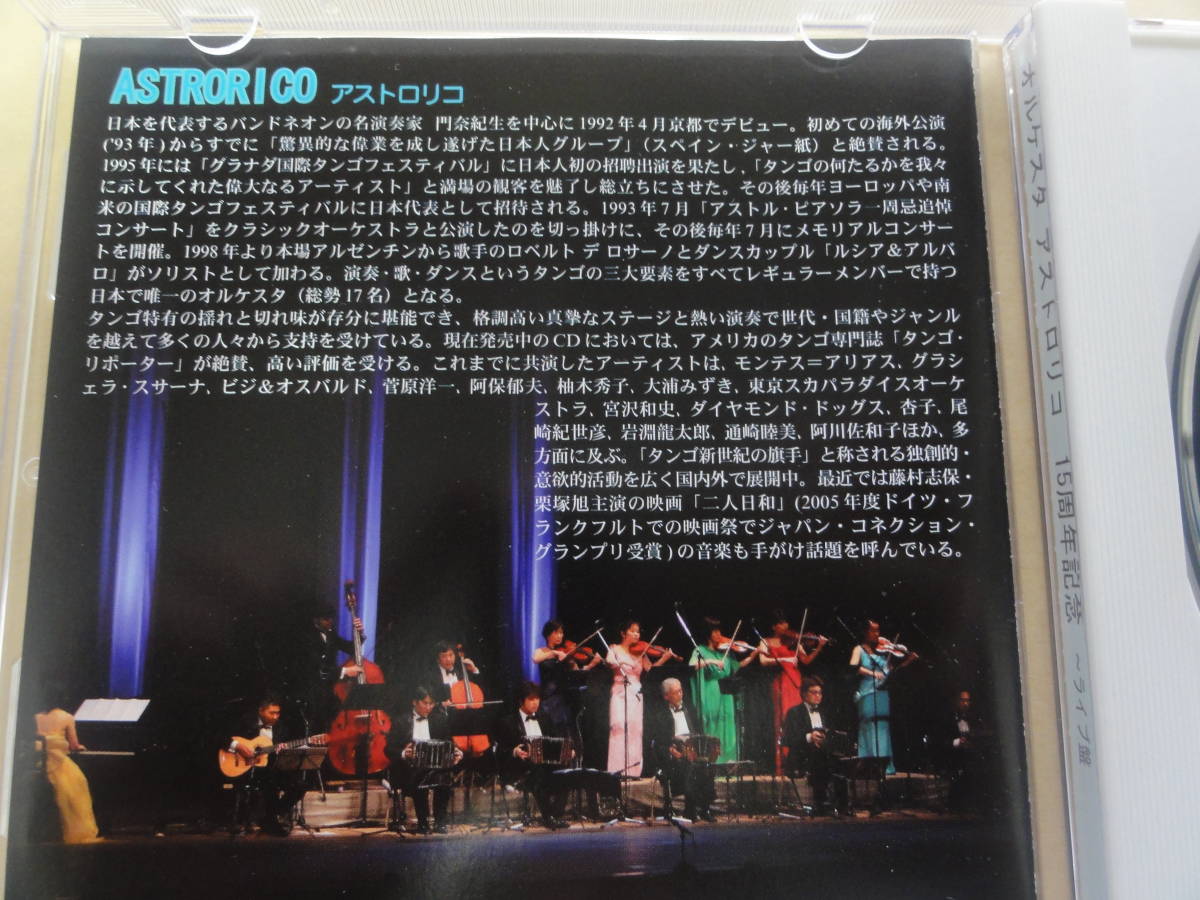 ASTRORICO アストロリコ
日本を代表するバンドネオンの名演奏家　門奈紀生を中心に1992年4月京都でデビュー。初めての海外公演
('93年)からすでに「驚異的な偉業を成し遂げた日本人グループ」（スペイン・ジャー紙）と絶賛される。
1995年には「グラナダ国際タンゴフェスティバル」に日本人初の招聘出演を果たし，「タンゴの何たるかを我々
に示してくれた偉大なるアーティスト」と満場の観客を魅了し総立ちにさせた。その後毎年ヨーロッパや南
米の国際タンゴフェスティバルに日本代表として招待される。1993年7月「アストル・ピアソラ一周忌追悼
コンサート」をクラシックオーケストラと公演したのを切っ掛けに、その後毎年7月にメモリアルコンサー
トを開催。1998年より本場アルゼンチンから歌手のロベルト デ ロサーノとダンスカップル「ルシア＆アルバ
ロ」がソリストとして加わる。演奏・歌・ダンスというタンゴの三大要素をすべてレギュラーメンバーで持つ
日本で唯一のオルケスタ（総勢17名）となる。
タンゴ特有の揺れと切れ味が存分に堪能でき、格調高い真摯なステージと熱い演奏で世代・国籍やジャンル
を越えて多くの人々から支持を受けている。現在発売中のCDにおいては、アメリカのタンゴ専門誌「タンゴ・
リポーター」が絶賛、高い評価を受ける。これまでに共演したアーティストは、モンテス＝アリアス、グラシ
ェラ・スサーナ、ビジ＆オスバルド、菅原洋一、阿保郁夫、柚木秀子、大浦みずき、東京スカパラダイスオーケ
ストラ、宮沢和史、ダイヤモンド・ドッグス、杏子、尾
崎紀世彦、岩淵龍太郎、通崎睦美、阿川佐和子ほか、多
方面に及ぶ。「タンゴ新世紀の旗手」と称される独創的・
意欲的活動を広く国内外で展開中。最近では藤村志保・
栗塚旭主演の映画「二人日和」(2005年度ドイツ・フ
ランクフルトでの映画祭でジャパン・コネクション・
グランプリ受賞)の音楽も手がけ話題を呼んでいる。
オルケスタ アストロリコ 15周年記念 ～ライブ盤